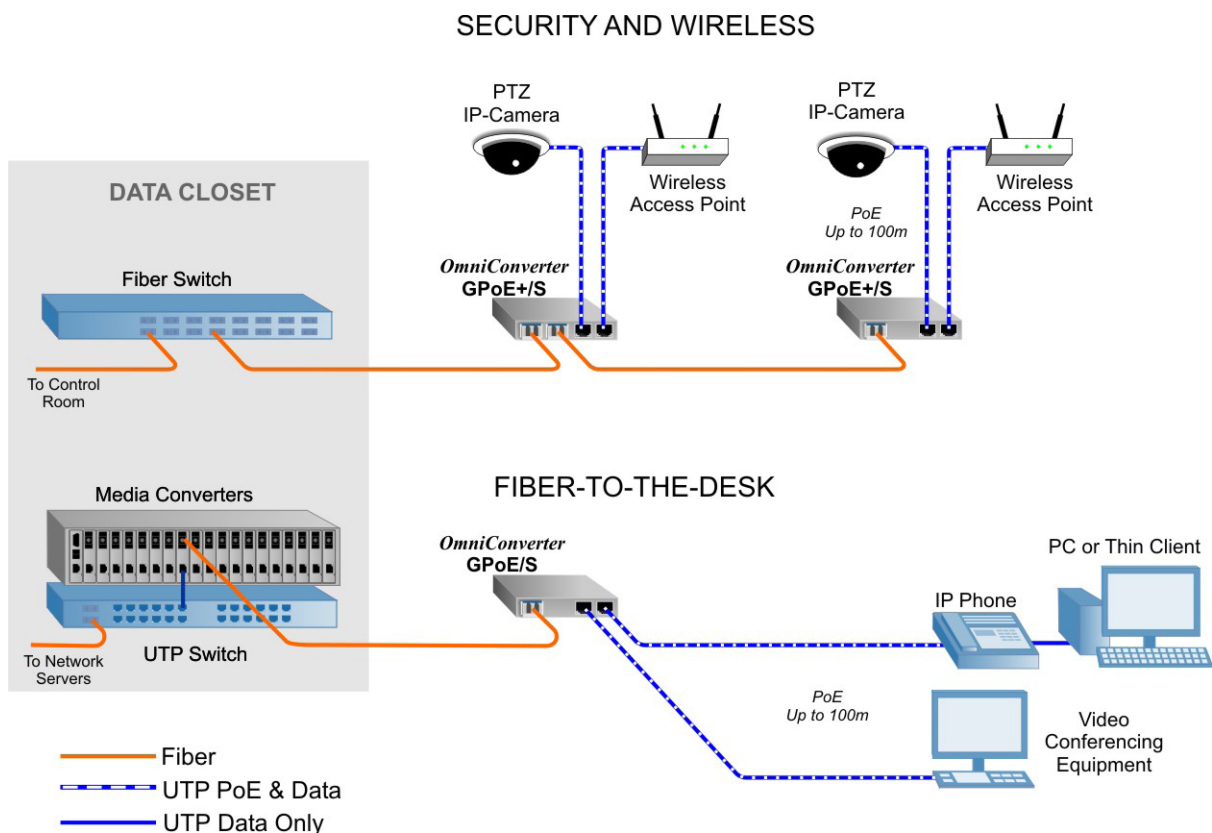 SECURITY AND WIRELESS
PTZ
IP-Camera
Wireless
Access Point
PTZ
IP-Camera
Wireless
Access Point
PoE
Up to 100m
DATA CLOSET
Fiber Switch
OmniConverter
GPoE+/S
OmniConverter
GPoE+/S
To Control
Room
FIBER-TO-THE-DESK
Media Converters
OmniConverter
GPoE/S
PC or Thin Client
IP Phone
UTP Switch
To Network
Servers
PoE
Up to 100m
Video
Conferencing
Equipment
Fiber
UTP PoE & Data
UTP Data Only